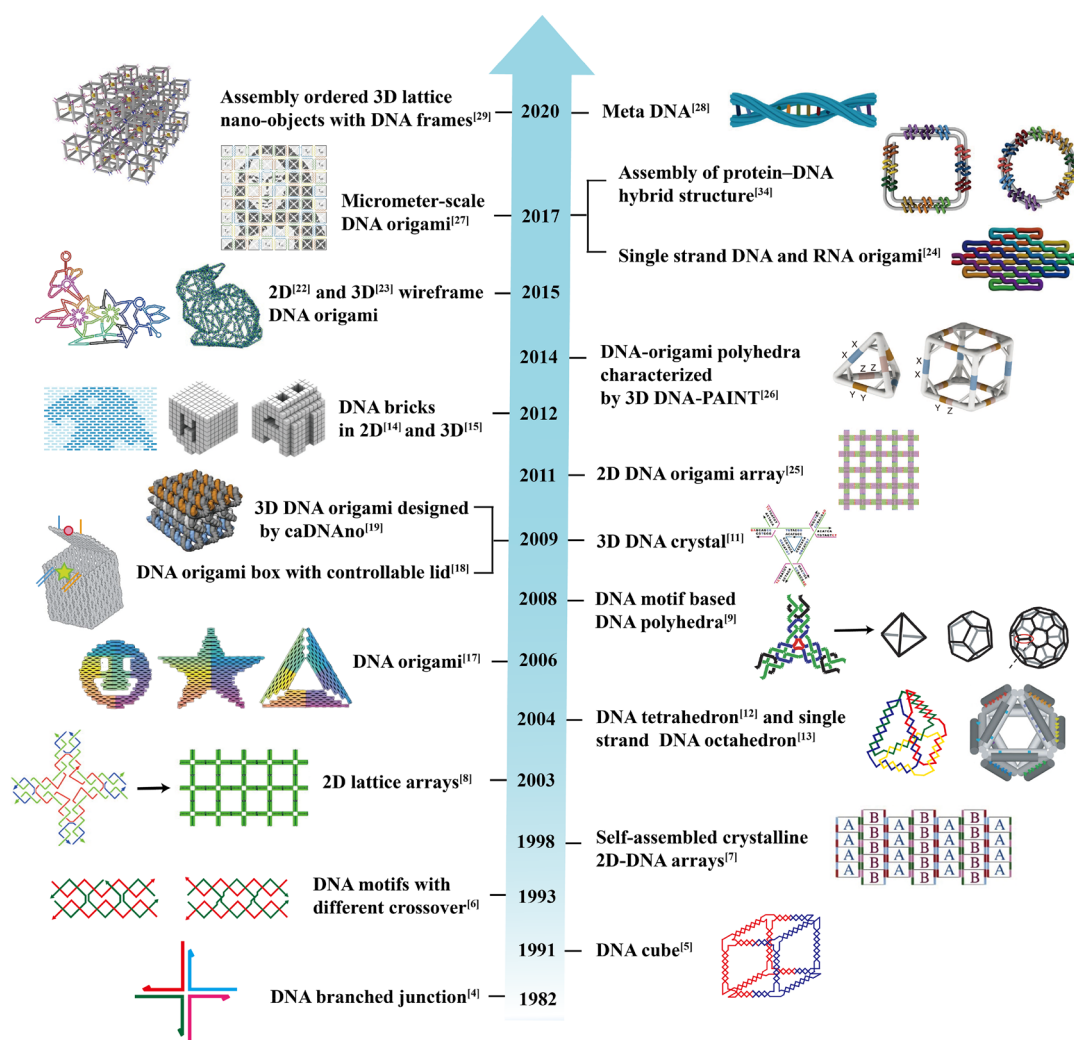 Assembly ordered 3D lattice
nano-objects with DNA frames[29]
2020
Meta DNA[28]
Micrometer-scale
DNA origami[27]
2017
Assembly of protein–DNA
hybrid structure[34]
Single strand DNA and RNA origami[24]
2D[22] and 3D[23] wireframe
DNA origami
2015
2014
DNA-origami polyhedra
characterized
by 3D DNA-PAINT[26]
X
X
Z Z
Y
Y
X
X
Y
Z
H
A
DNA bricks
in 2D[14] and 3D[15]
2012
2011
2D DNA origami array[25]
3D DNA origami designed
by caDNAno[19]
DNA origami box with controllable lid[18]
2009
3D DNA crystal[11]
2008
DNA motif based
DNA polyhedra[9]
DNA origami[17]
2006
2004
DNA tetrahedron[12] and single
strand DNA octahedron[13]
2D lattice arrays[8]
2003
1998
Self-assembled crystalline
2D-DNA arrays[7]
B B B
A A A A
B B B
A A A A
B B B
A A A A
B B B
A A A A
B B B
DNA motifs with
different crossover[6]
1993
1991
DNA cube[5]
DNA branched junction[4]
1982